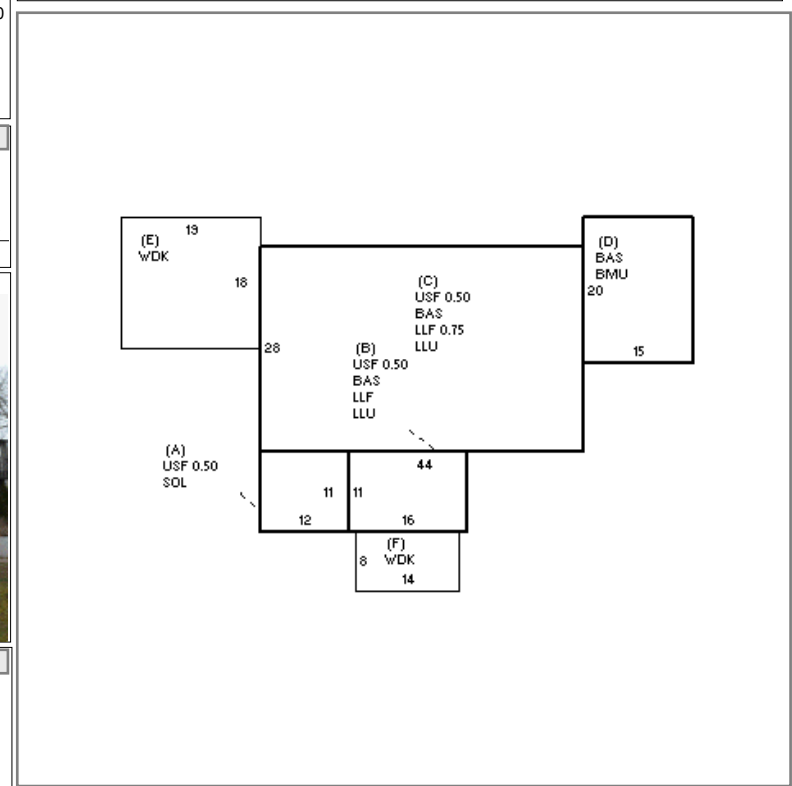 19
(E)
WDK
18
(D)
BAS
BMU
20
15
(C)
USF 0.50
BAS
LLF 0.75
LLU
28
(B)
USF 0.50
BAS
LLF
LLU
(A)
USF 0.50
SOL
44
11
11
12
16
(F)
8
WDK
14